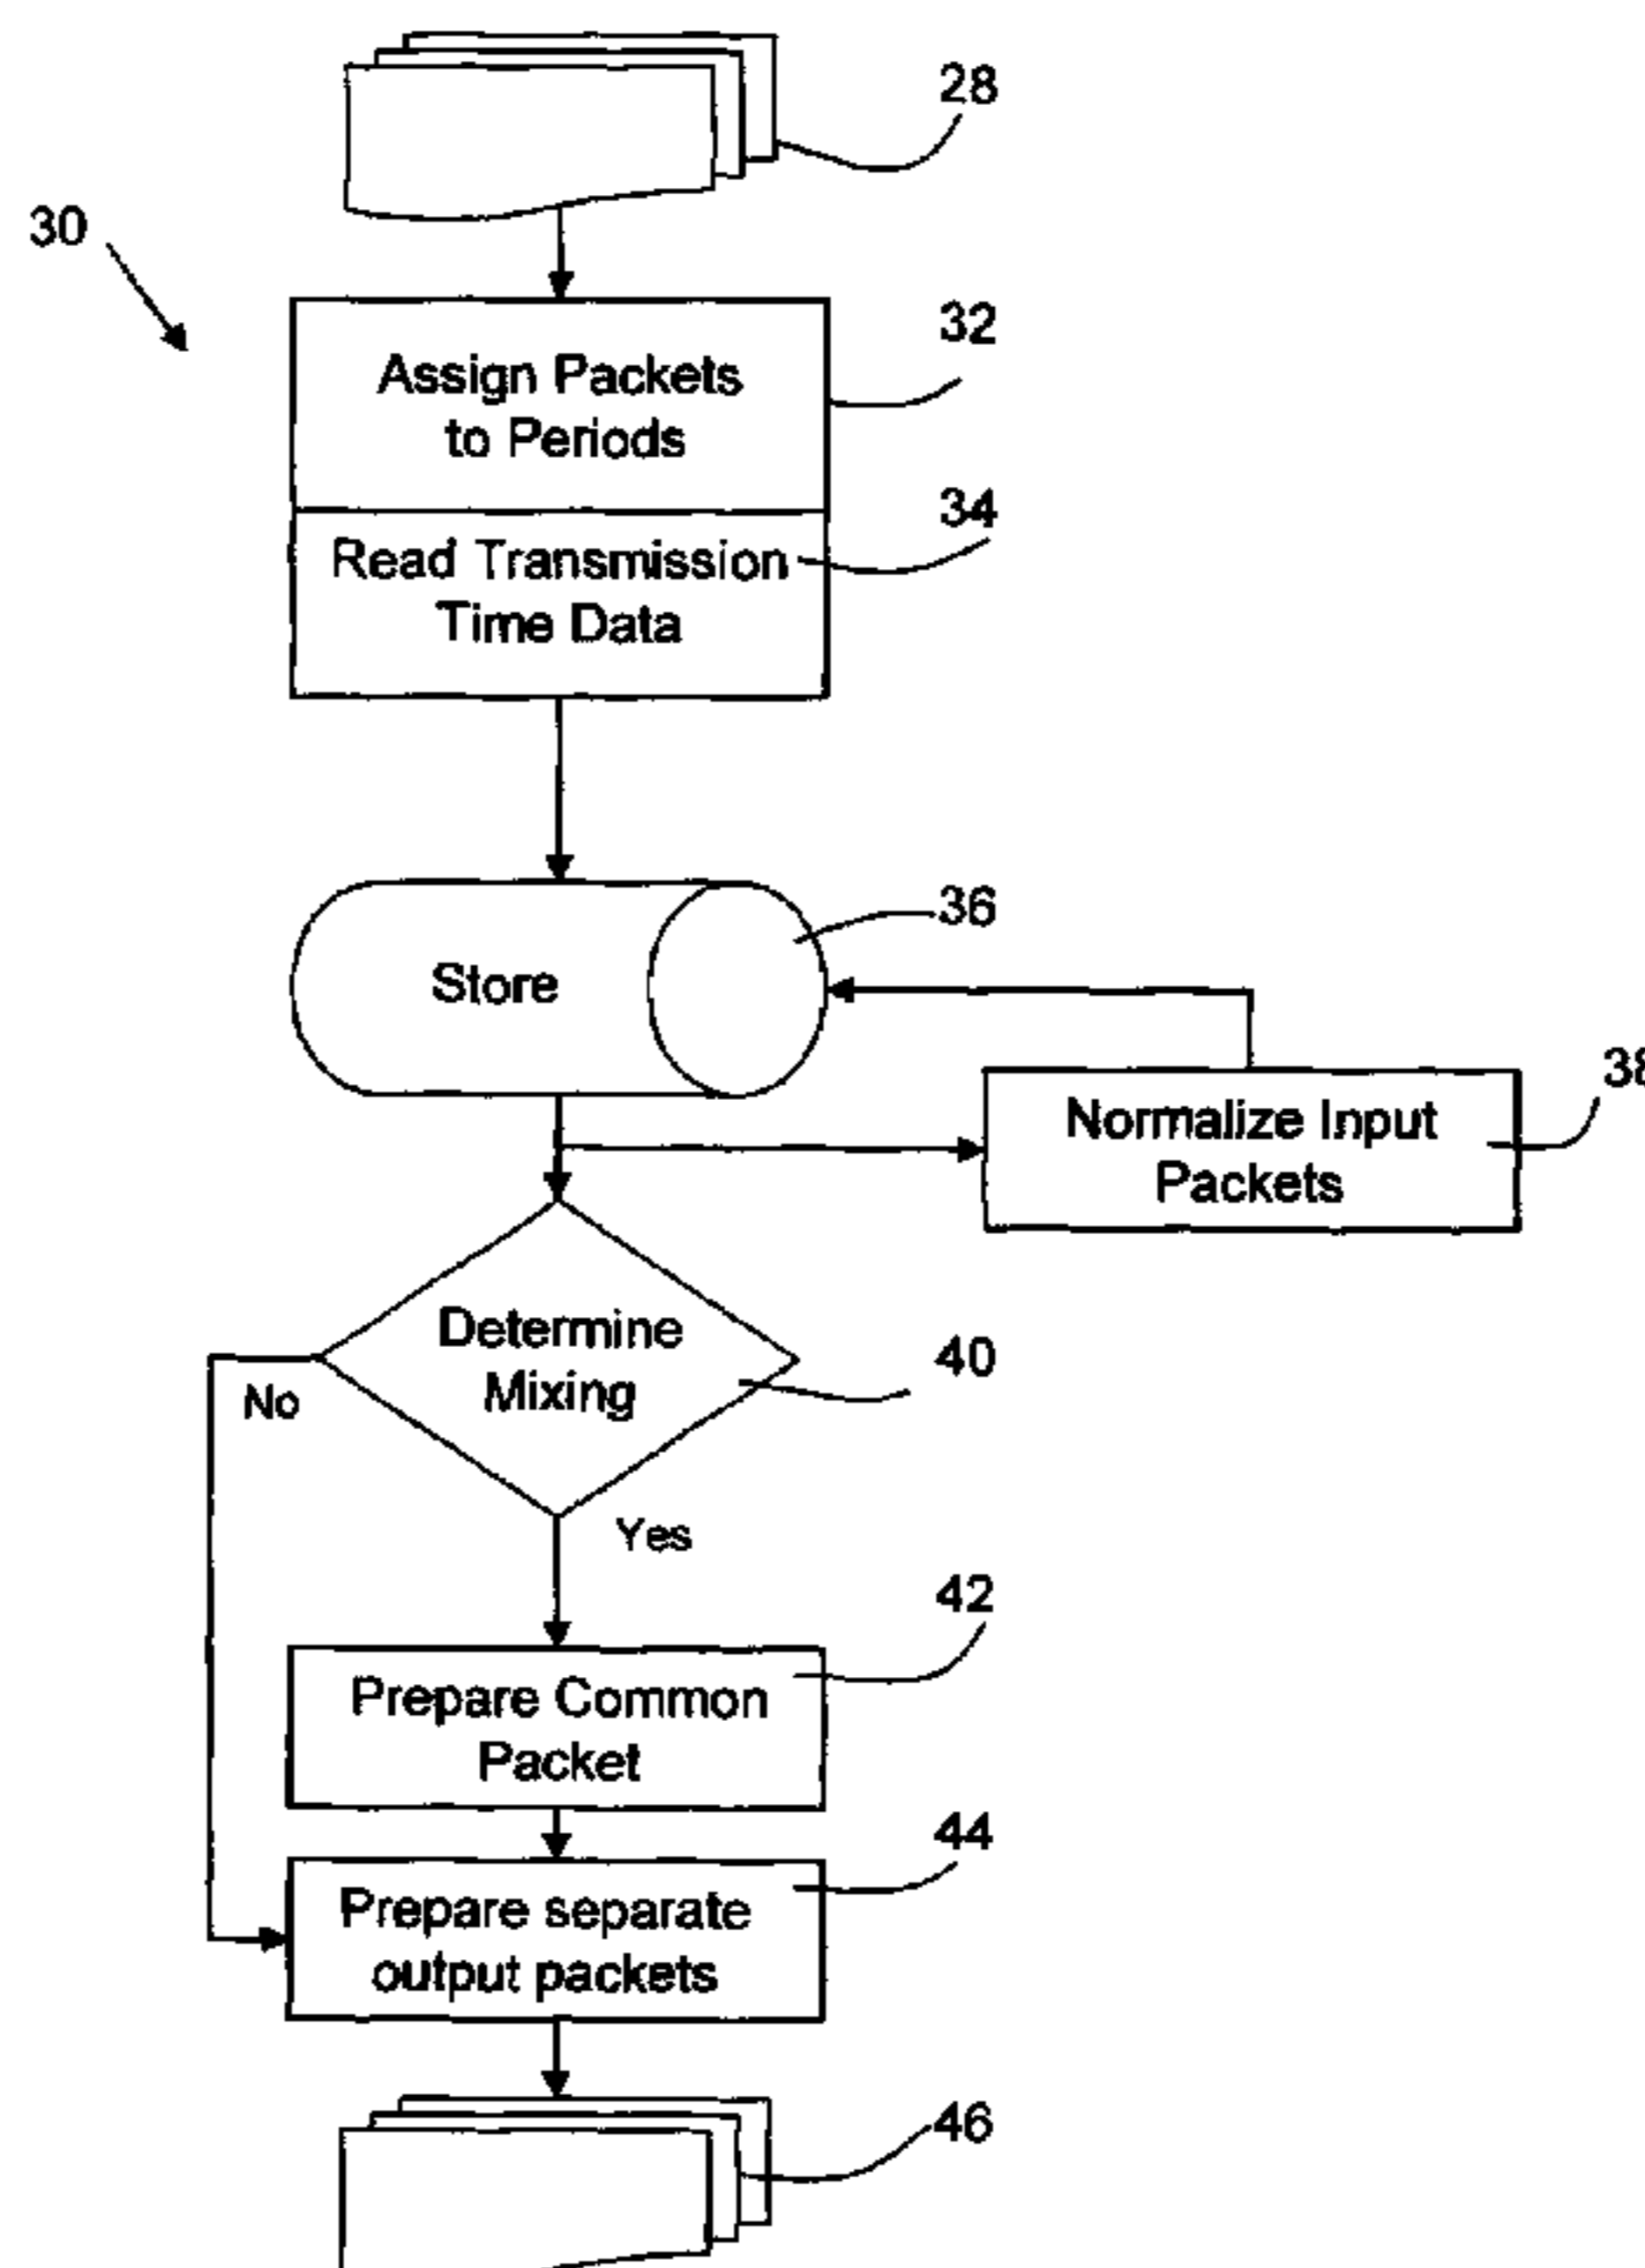 28
30
32
Assign Packets
to Periods
34
Read Transmission
Time Data
36
Store
38
Normalize Input
Packets
Determine
Mixing
40
No
Yes
42
Prepare Common
Packet
44
Prepare separate
output packets
46